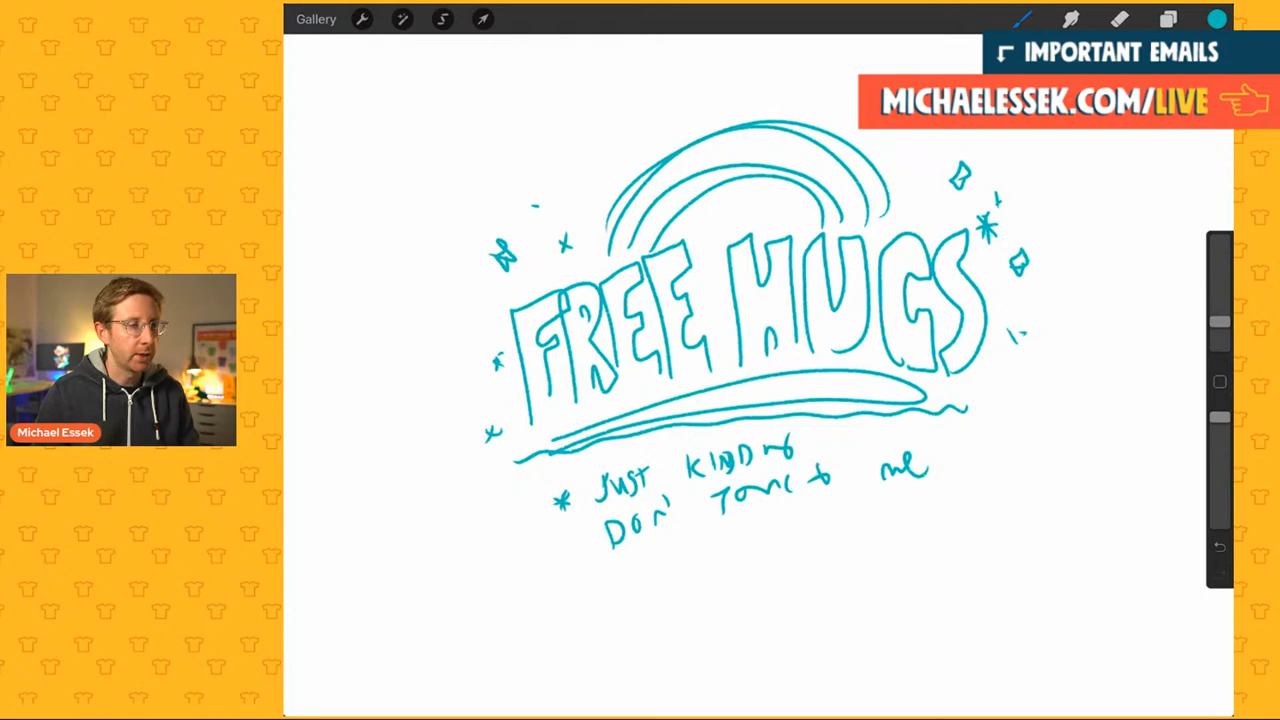 Gallery
IMPORTANT EMAILS
MICHAELESSEK.COM/LIVE
FREE HUGS
Michael Essek
* JUST KIDDING
DON' TOUCH me